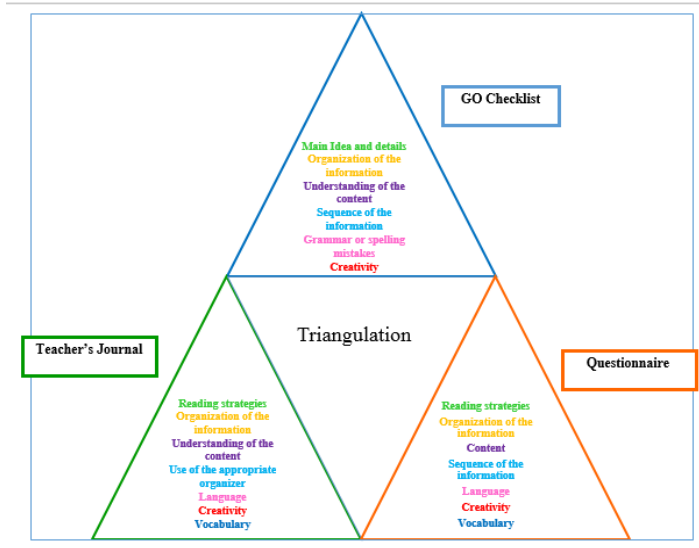 GO Checklist
Main Idea and details
Organization of the
information
Understanding of the
content
Sequence of the
information
Grammar or spelling
mistakes
Creativity
Triangulation
Teacher's Journal
Questionnaire
Reading strategies
Organization of the
information
Understanding of the
content
Use of the appropriate
organizer
Language
Creativity
Vocabulary
Reading strategies
Organization of the
information
Content
Sequence of the
information
Language
Creativity
Vocabulary